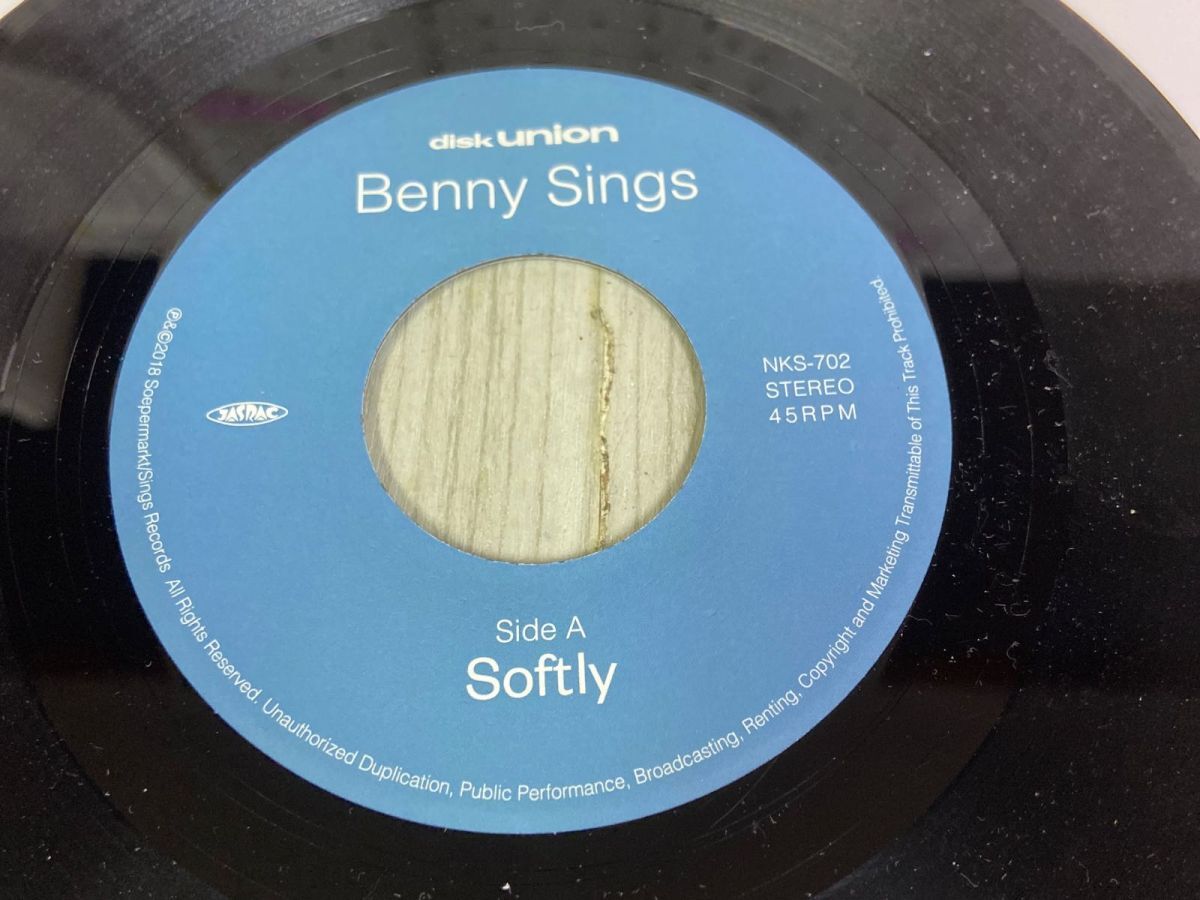 disk union
Benny Sings
JASRAC
NKS-702
STEREO
45RPM
Side A
Softly
℗&©2018 Soepermarkt/Sings Records. All Rights Reserved. Unauthorized Duplication, Public Performance, Broadcasting, Renting, Copyright and Marketing Transmittable of This Track Prohibited.